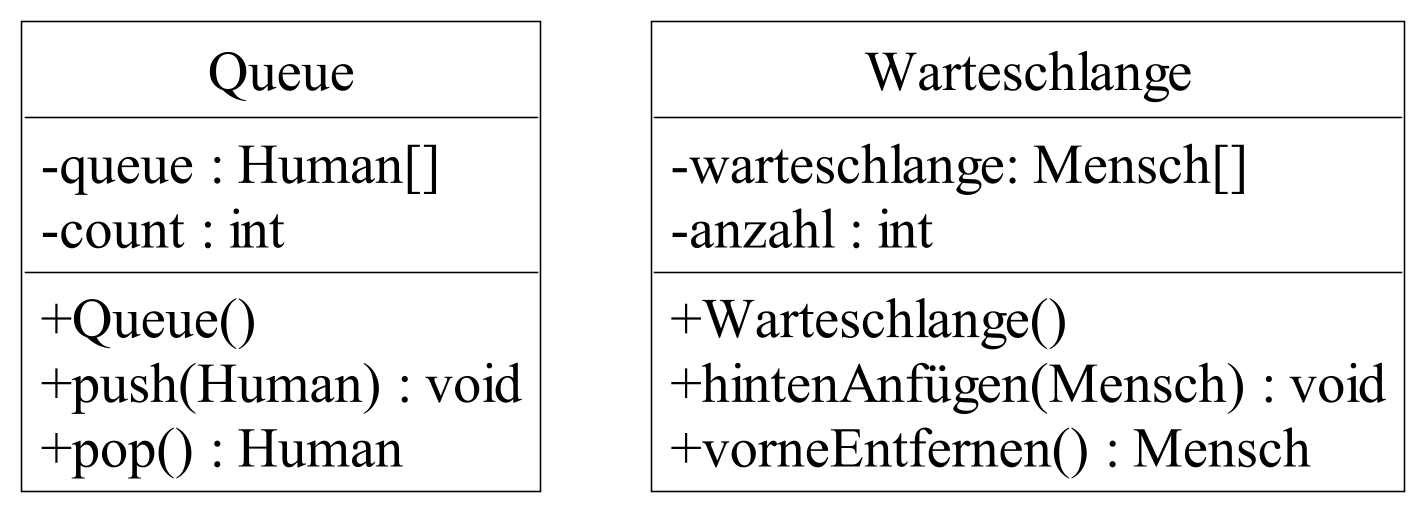 Queue
-queue : Human[]
-count : int
+Queue()
+push(Human) : void
+pop() : Human
Warteschlange
-warteschlange: Mensch[]
-anzahl : int
+Warteschlange()
+hintenAnfügen(Mensch) : void
+vorneEntfernen() : Mensch